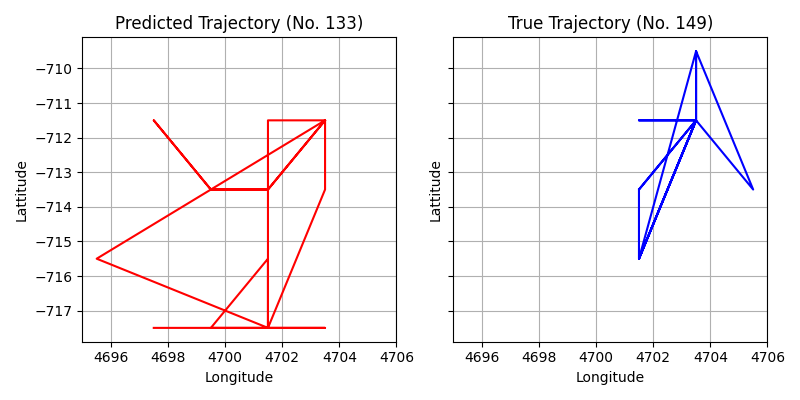 Predicted Trajectory (No. 133)
−710
−711
−712
−713
−714
−715
−716
−717
Lattitude
4696 4698 4700 4702 4704 4706
Longitude
True Trajectory (No. 149)
Lattitude
4696 4698 4700 4702 4704 4706
Longitude